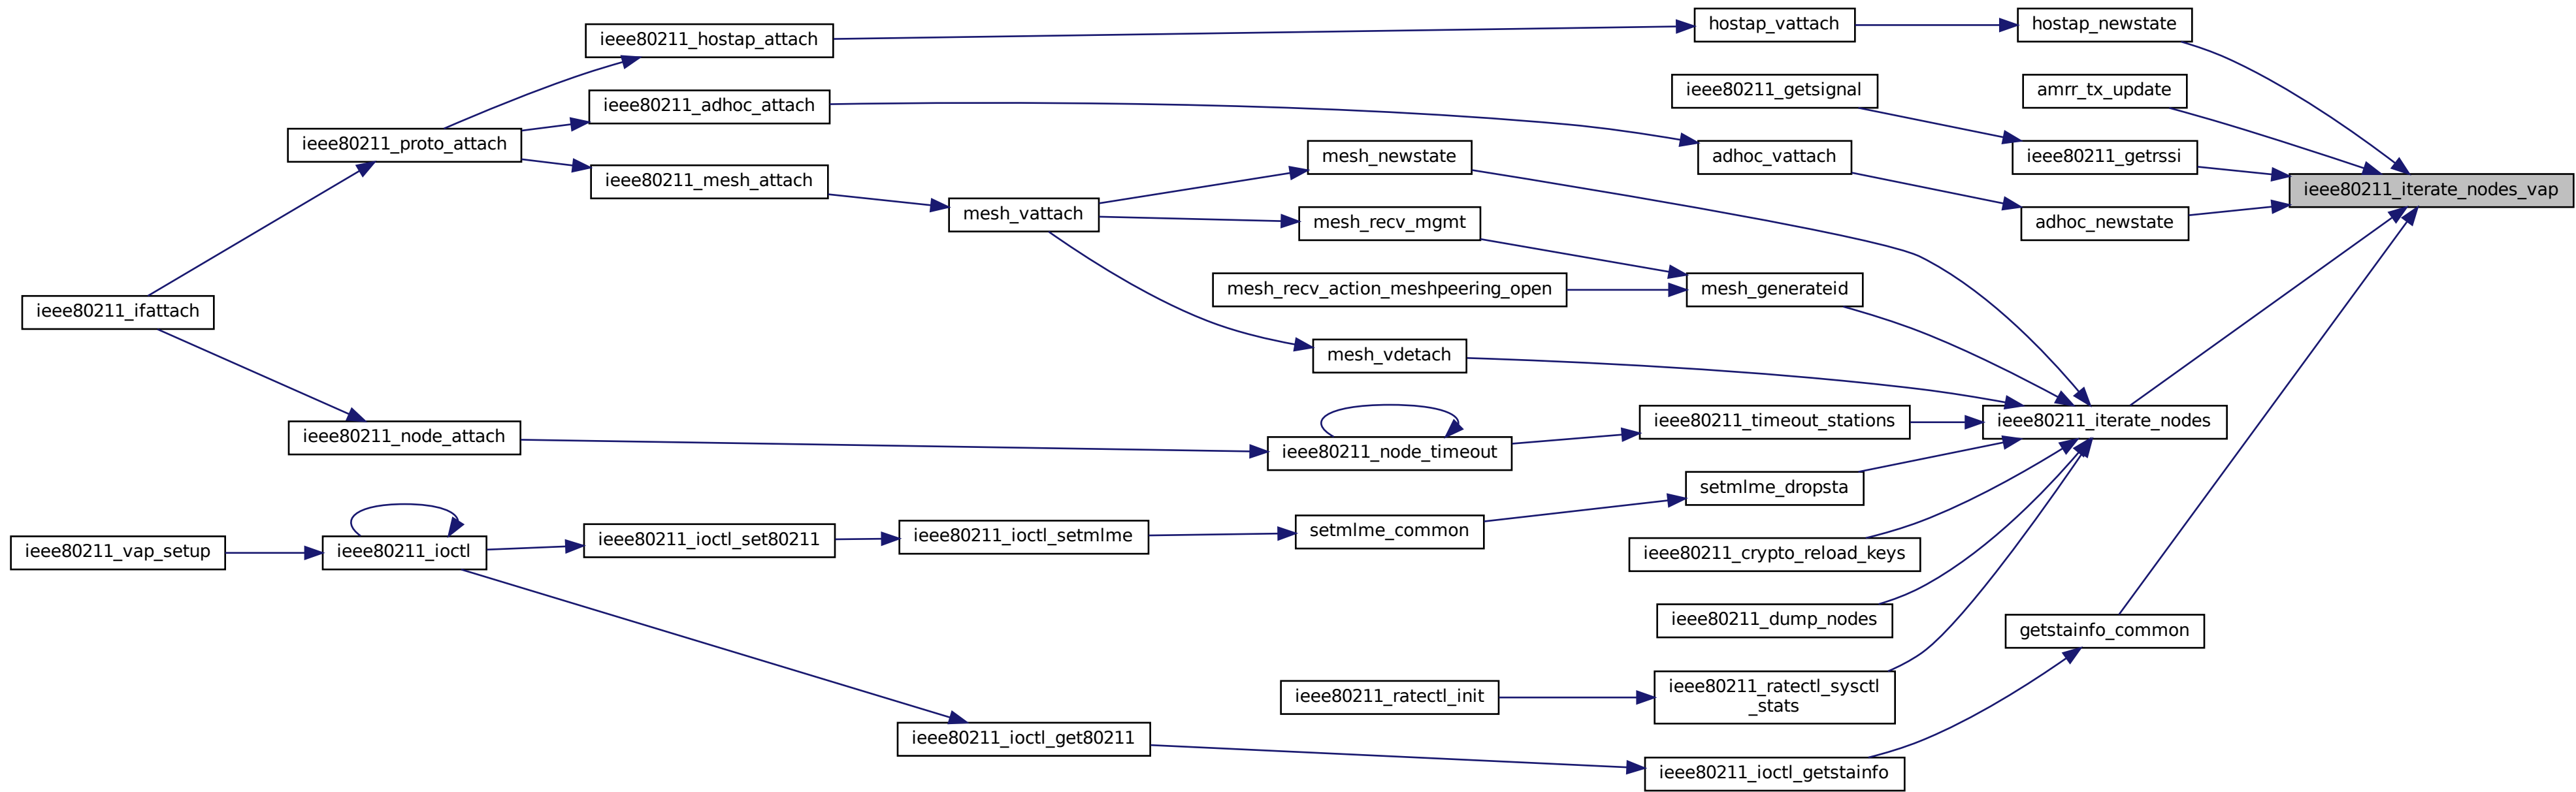 hostap_vattach
hostap_newstate
ieee80211_hostap_attach
ieee80211_getsignal
amrr_tx_update
ieee80211_adhoc_attach
ieee80211_proto_attach
mesh_newstate
adhoc_vattach
ieee80211_getrssi
ieee80211_mesh_attach
ieee80211_iterate_nodes_vap
mesh_vattach
mesh_recv_mgmt
adhoc_newstate
mesh_recv_action_meshpeering_open
mesh_generateid
ieee80211_ifattach
mesh_vdetach
ieee80211_timeout_stations
ieee80211_iterate_nodes
ieee80211_node_attach
ieee80211_node_timeout
setmlme_dropsta
setmlme_common
ieee80211_ioctl_setmlme
ieee80211_ioctl_set80211
ieee80211_vap_setup
ieee80211_ioctl
ieee80211_crypto_reload_keys
ieee80211_dump_nodes
getstainfo_common
ieee80211_ratectl_init
ieee80211_ratectl_sysctl
_stats
ieee80211_ioctl_get80211
ieee80211_ioctl_getstainfo